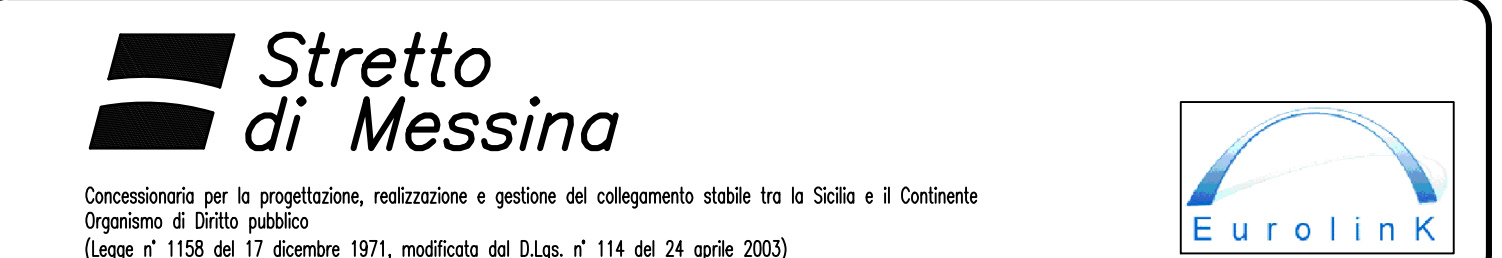 Stretto
di Messina
Concessionaria per la progettazione, realizzazione e gestione del collegamento stabile tra la Sicilia e il Continente
Organismo di Diritto pubblico
(Legge n° 1158 del 17 dicembre 1971, modificata dal D.Lgs. n° 114 del 24 aprile 2003)
EurolinK